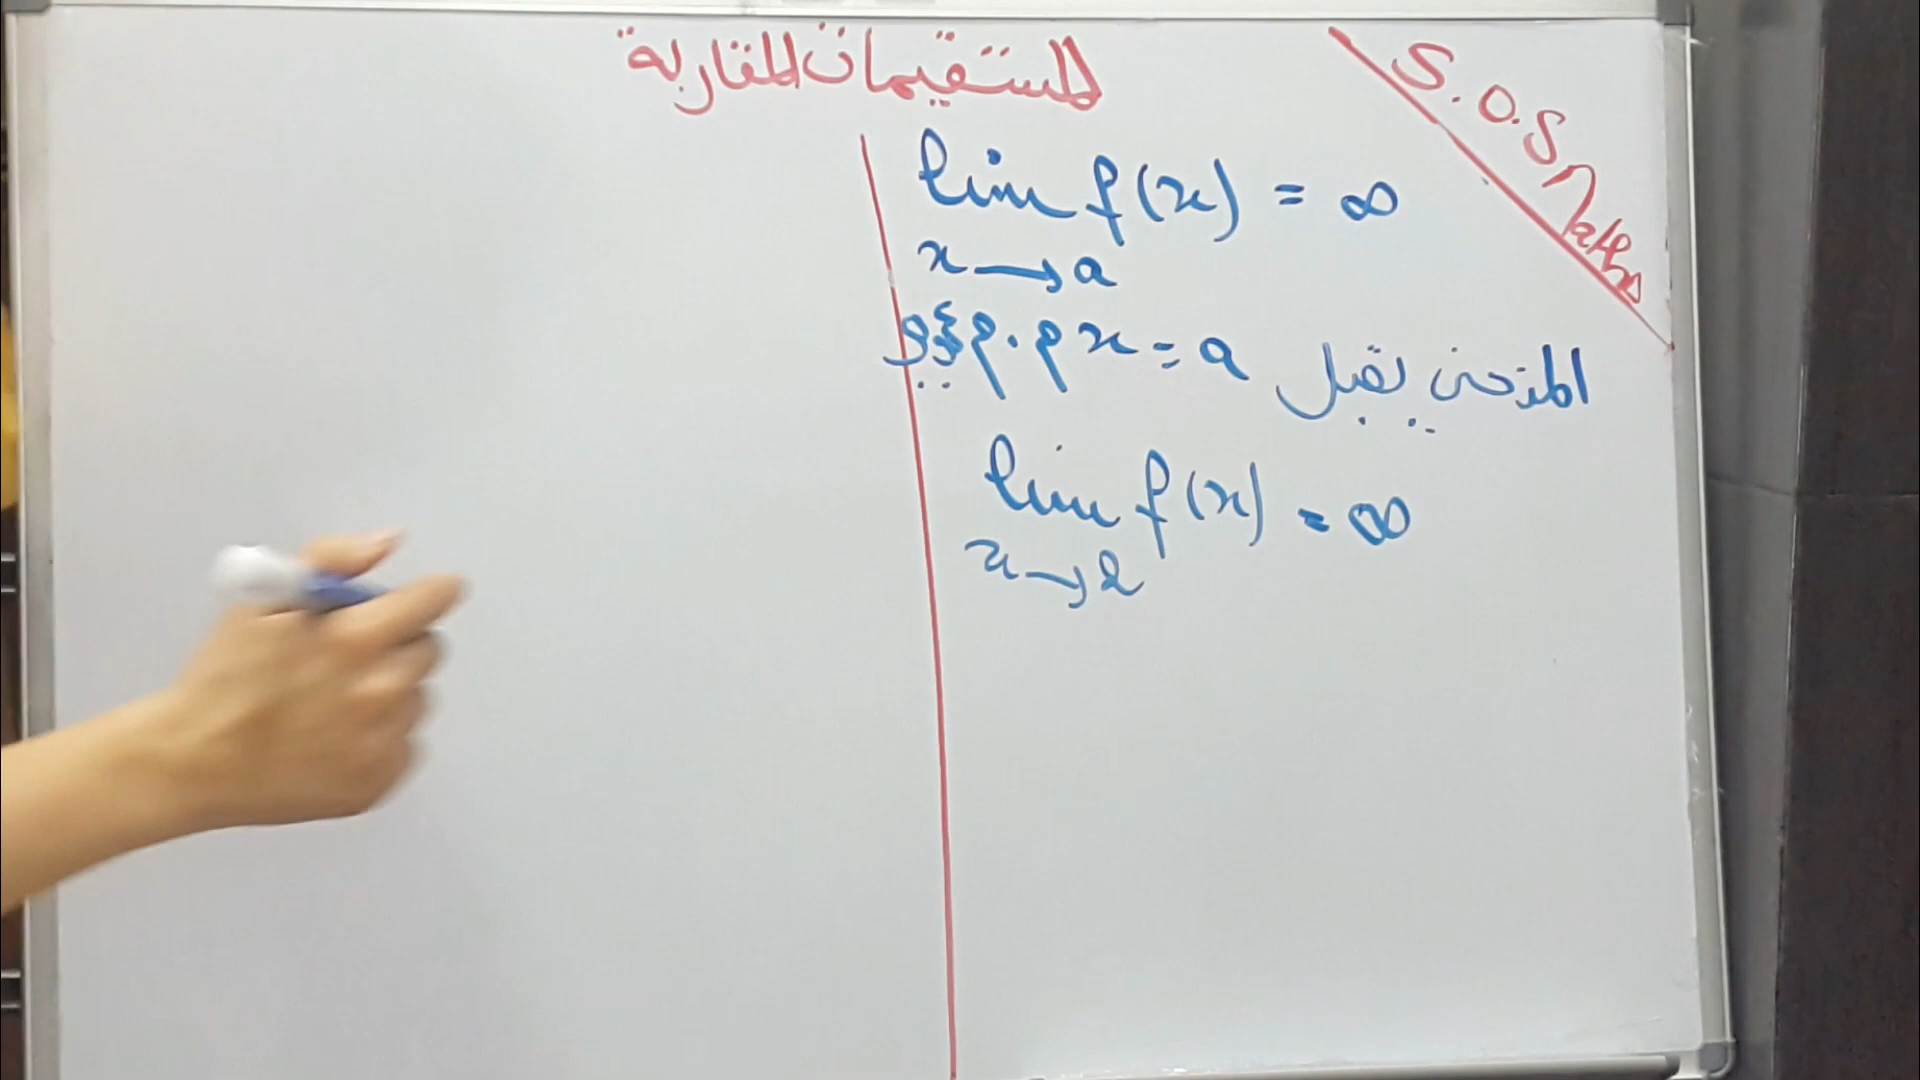 المستقيمات المقاربة
S.O.S Maths
lim f(x) = ∞
x → a
المنحنى يقبل x = a م.م
lim f(x) = ∞
x → 2